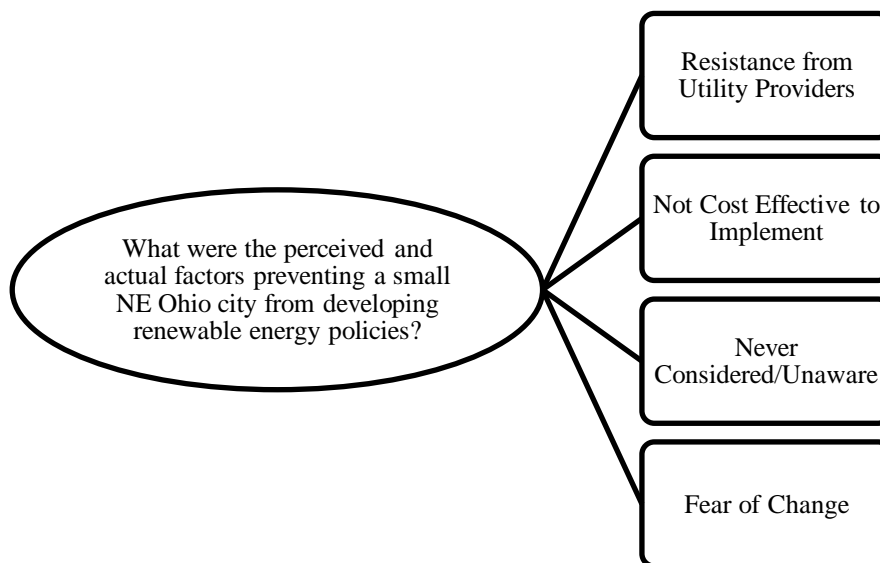 What were the perceived and
actual factors preventing a small
NE Ohio city from developing
renewable energy policies?
Resistance from
Utility Providers
Not Cost Effective to
Implement
Never
Considered/Unaware
Fear of Change